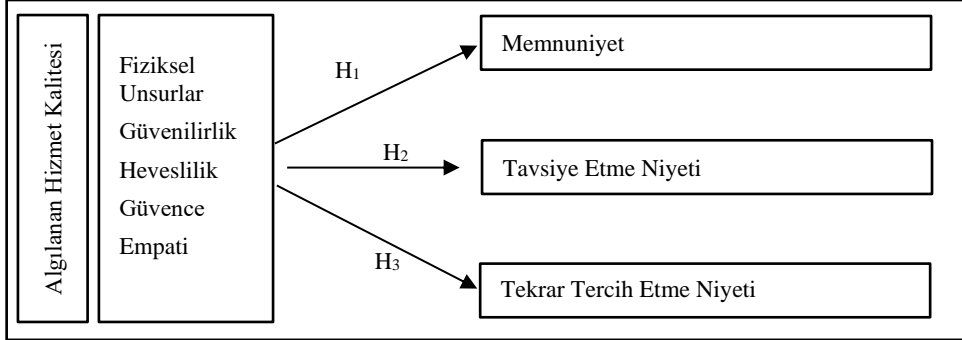 Algılanan Hizmet Kalitesi
Fiziksel
Unsurlar
Güvenilirlik
Heveslilik
Güvence
Empati
H1
Memnuniyet
H2
Tavsiye Etme Niyeti
H3
Tekrar Tercih Etme Niyeti